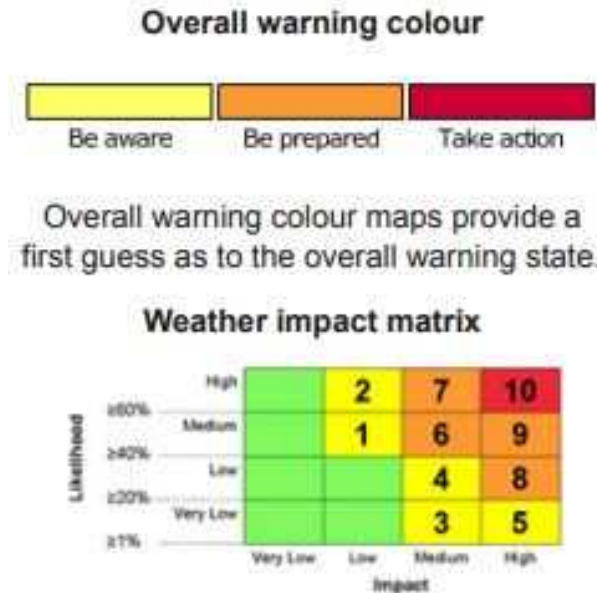 Overall warning colour
Be aware Be prepared Take action
Overall warning colour maps provide a
first guess as to the overall warning state.
Weather impact matrix
High 2 7 10
≥60%
Medium 1 6 9
≥40%
Low 4 8
≥20%
Very Low 3 5
≥1%
Likelihood
Very Low Low Medium High
Impact